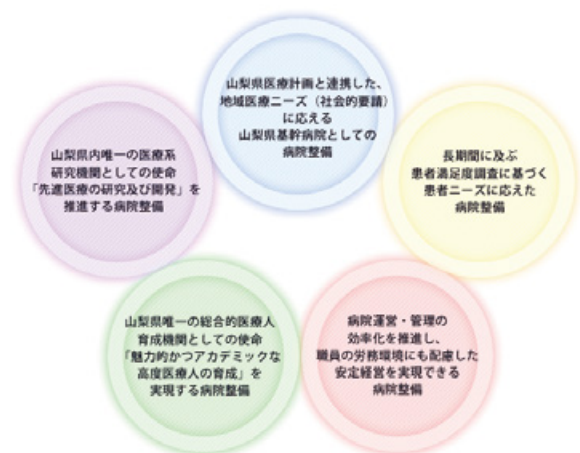 山梨県医療計画と連携した、
地域医療ニーズ（社会的要請）
に応える
山梨県基幹病院としての
病院整備
山梨県内唯一の医療系
研究機関としての使命
「先進医療の研究及び開発」を
推進する病院整備
長期間に及ぶ
患者満足度調査に基づく
患者ニーズに応えた
病院整備
山梨県唯一の総合的医療人
育成機関としての使命
「魅力的かつアカデミックな
高度医療人の育成」を
実現する病院整備
病院運営・管理の
効率化を推進し、
職員の労務環境にも配慮した
安定経営を実現できる
病院整備